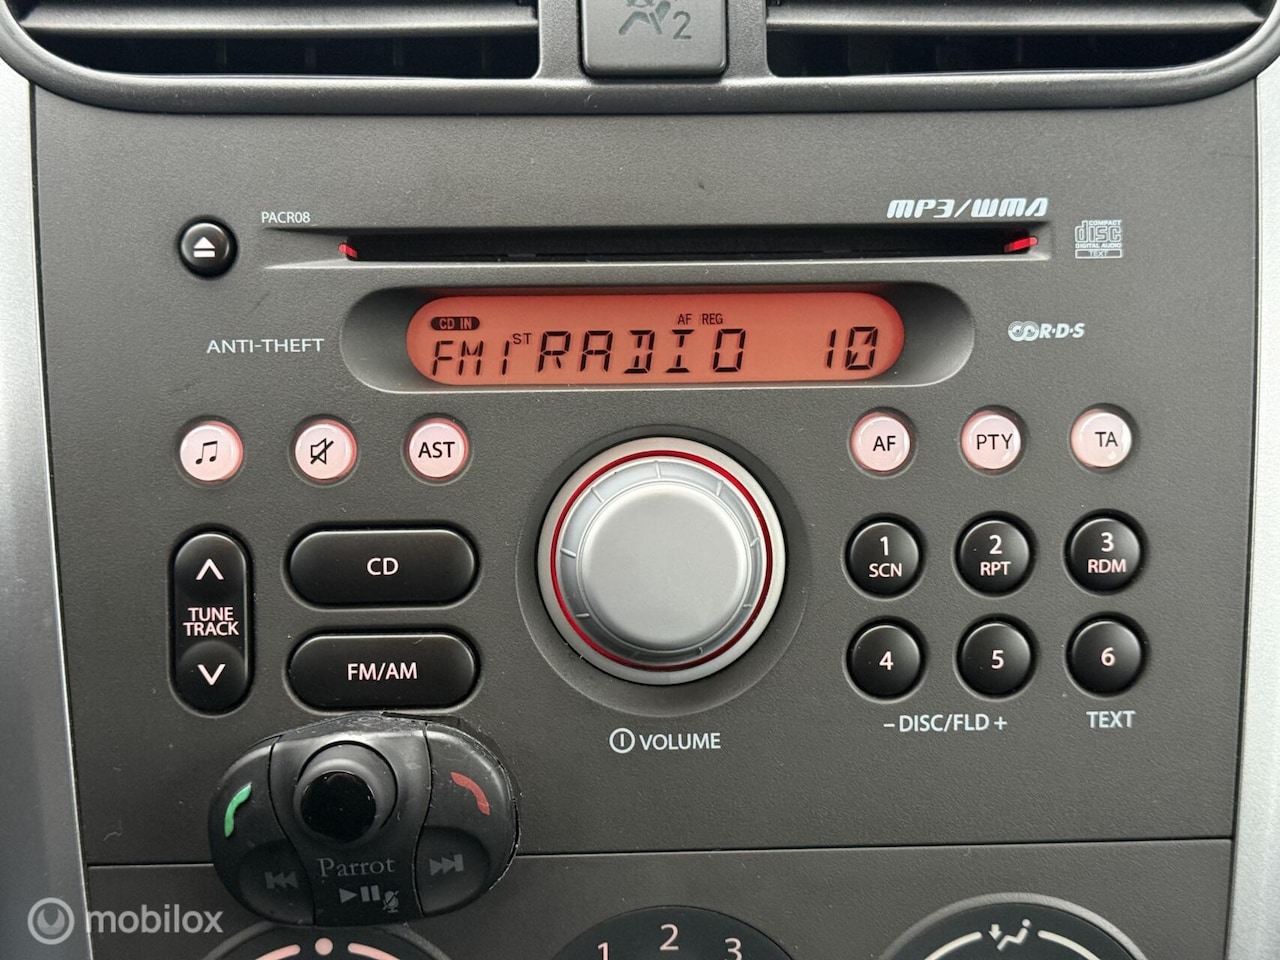 2
PACR08
MP3/WMA
COMPACT
disc
DIGITAL AUDIO
TEXT
CD IN AF REG
FM1 ST RADIO 10
ANTI-THEFT
R·D·S
AST
AF PTY TA
1 2 3
SCN RPT RDM
CD
TUNE
TRACK
FM/AM
4 5 6
– DISC/FLD + TEXT
VOLUME
Parrot
mobilox
1 2 3